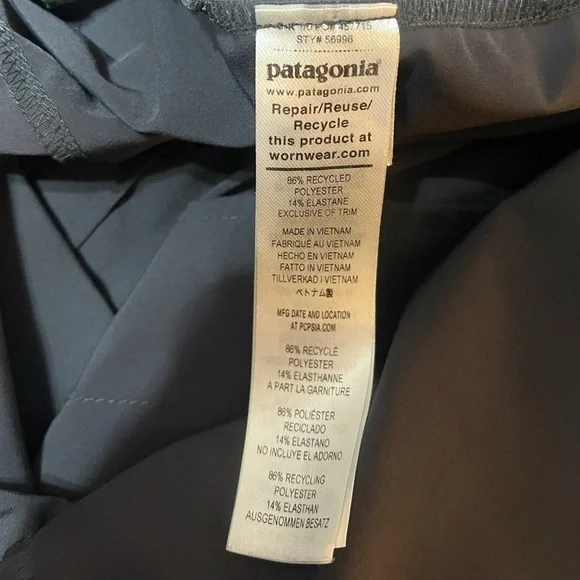 STY# 56996
patagonia®
www.patagonia.com
Repair/Reuse/
Recycle
this product at
wornwear.com
86% RECYCLED
POLYESTER
14% ELASTANE
EXCLUSIVE OF TRIM
MADE IN VIETNAM
FABRIQUÉ AU VIETNAM
HECHO EN VIETNAM
FATTO IN VIETNAM
TILLVERKAD I VIETNAM
ベトナム製
MFG DATE AND LOCATION
AT PCPSIA.COM
86% RECYCLÉ
POLYESTER
14% ÉLASTHANNE
A PART LA GARNITURE
86% POLIÉSTER
RECICLADO
14% ELASTANO
NO INCLUYE EL ADORNO
86% RECYCLING
POLYESTER
14% ELASTHAN
AUSGENOMMEN BESATZ